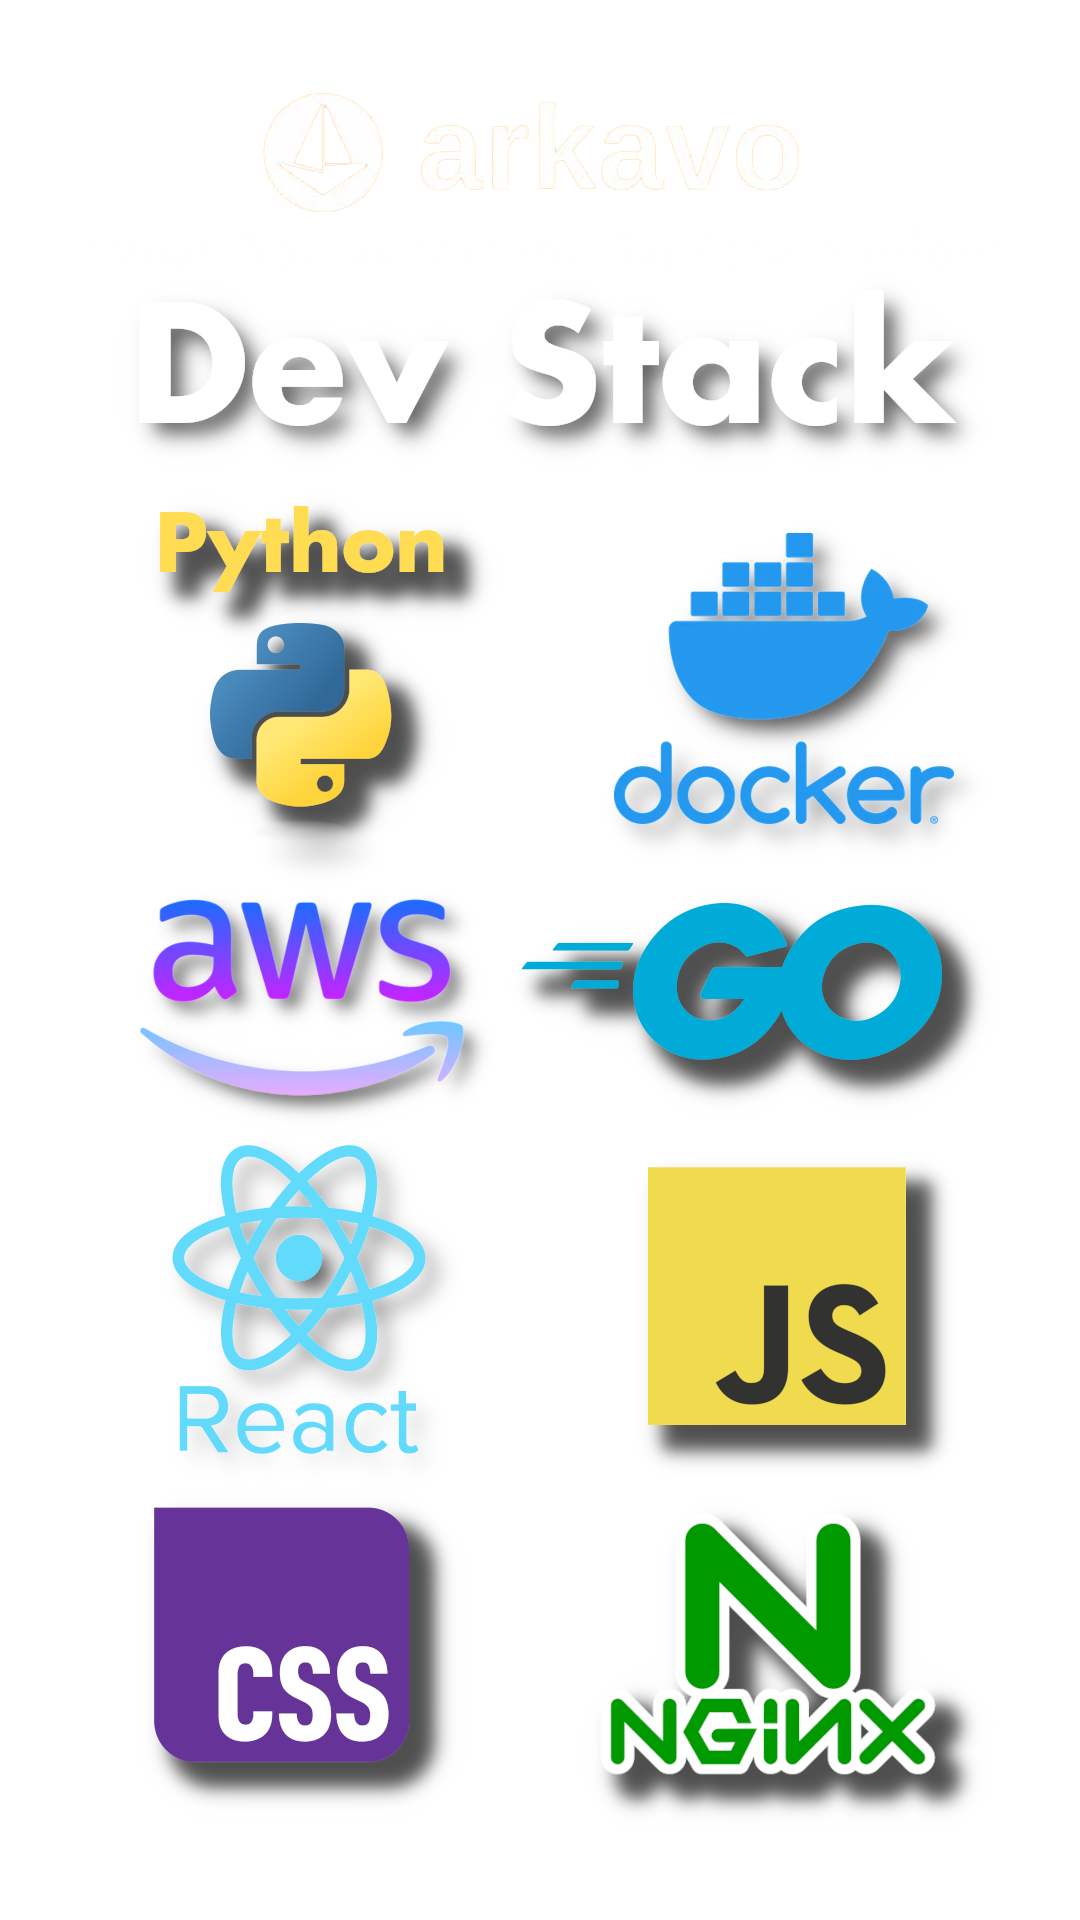 arkavo
Dev Stack
Python
docker®
aws
GO
React
JS
CSS
N
NGiNX